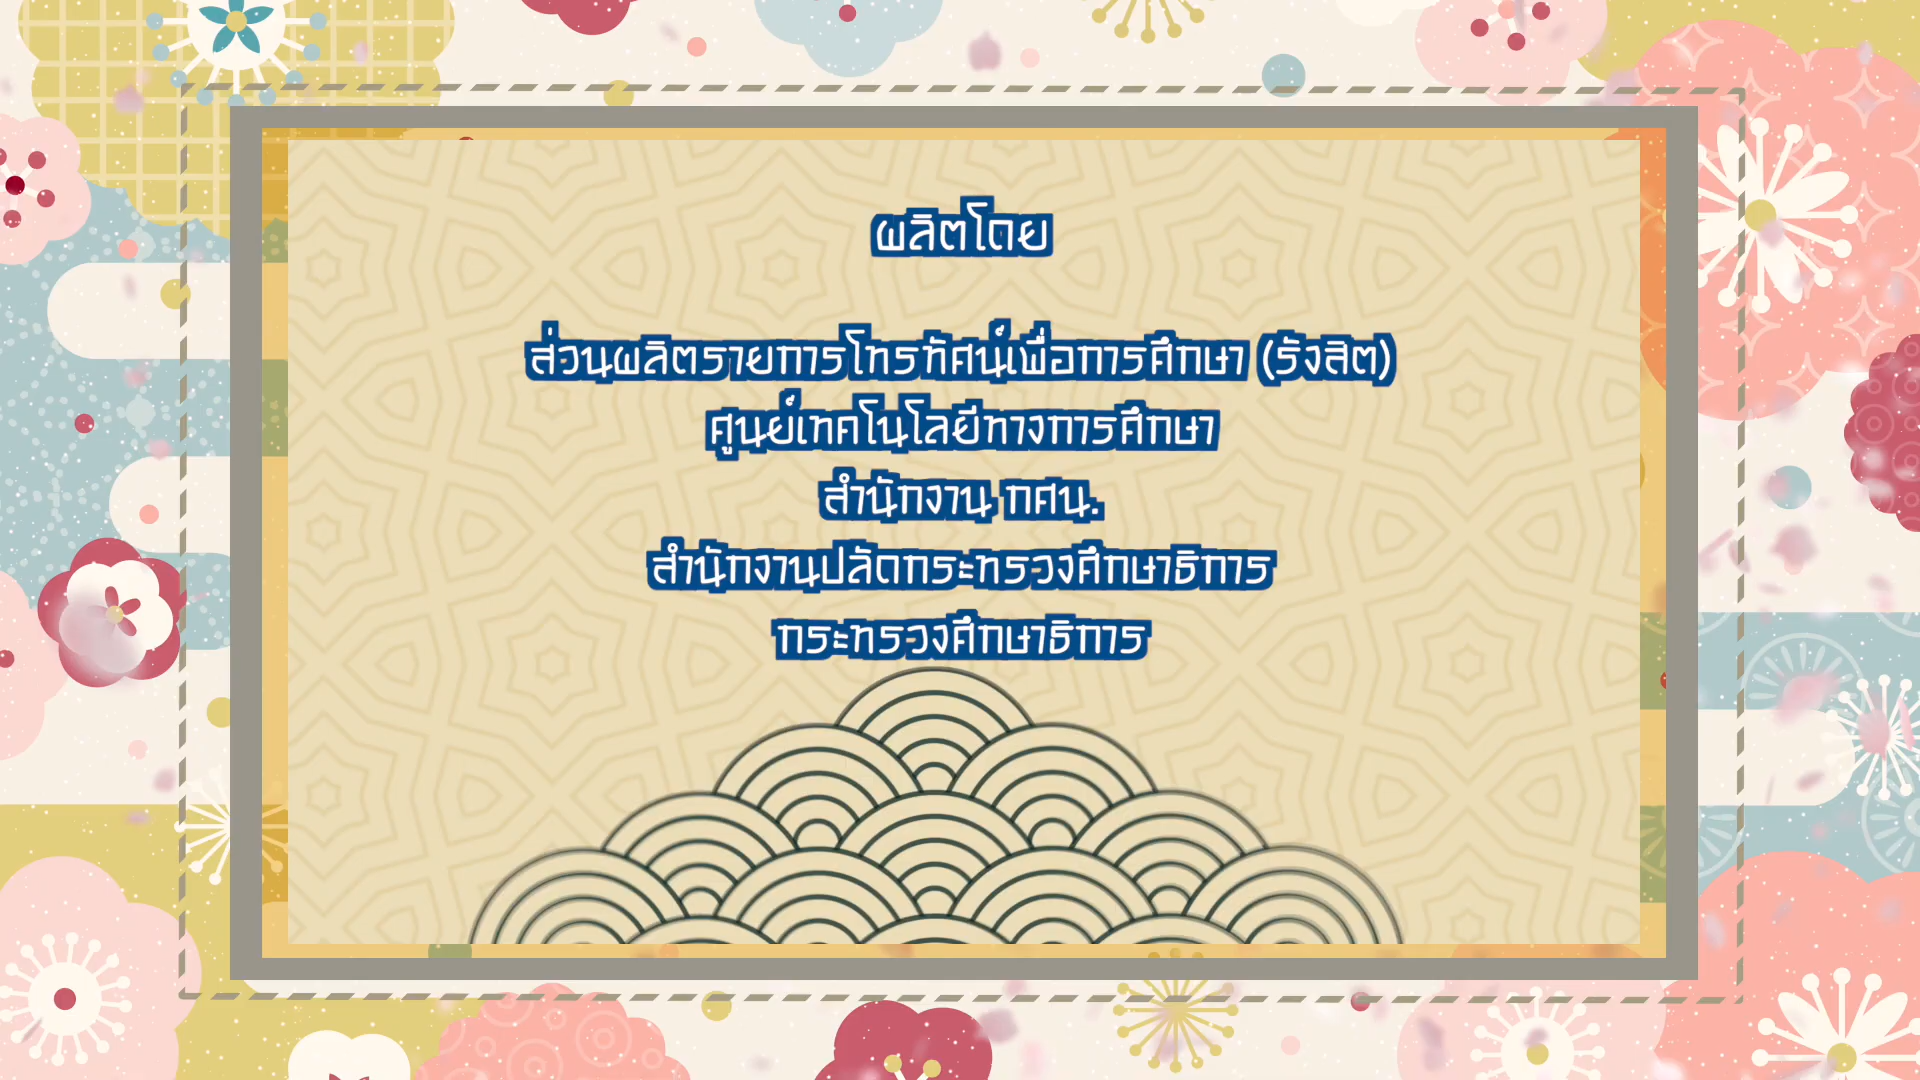 ผลิตโดย
ส่วนผลิตรายการโทรทัศน์เพื่อการศึกษา (รังสิต)
ศูนย์เทคโนโลยีทางการศึกษา
สำนักงาน กศน.
สำนักงานปลัดกระทรวงศึกษาธิการ
กระทรวงศึกษาธิการ